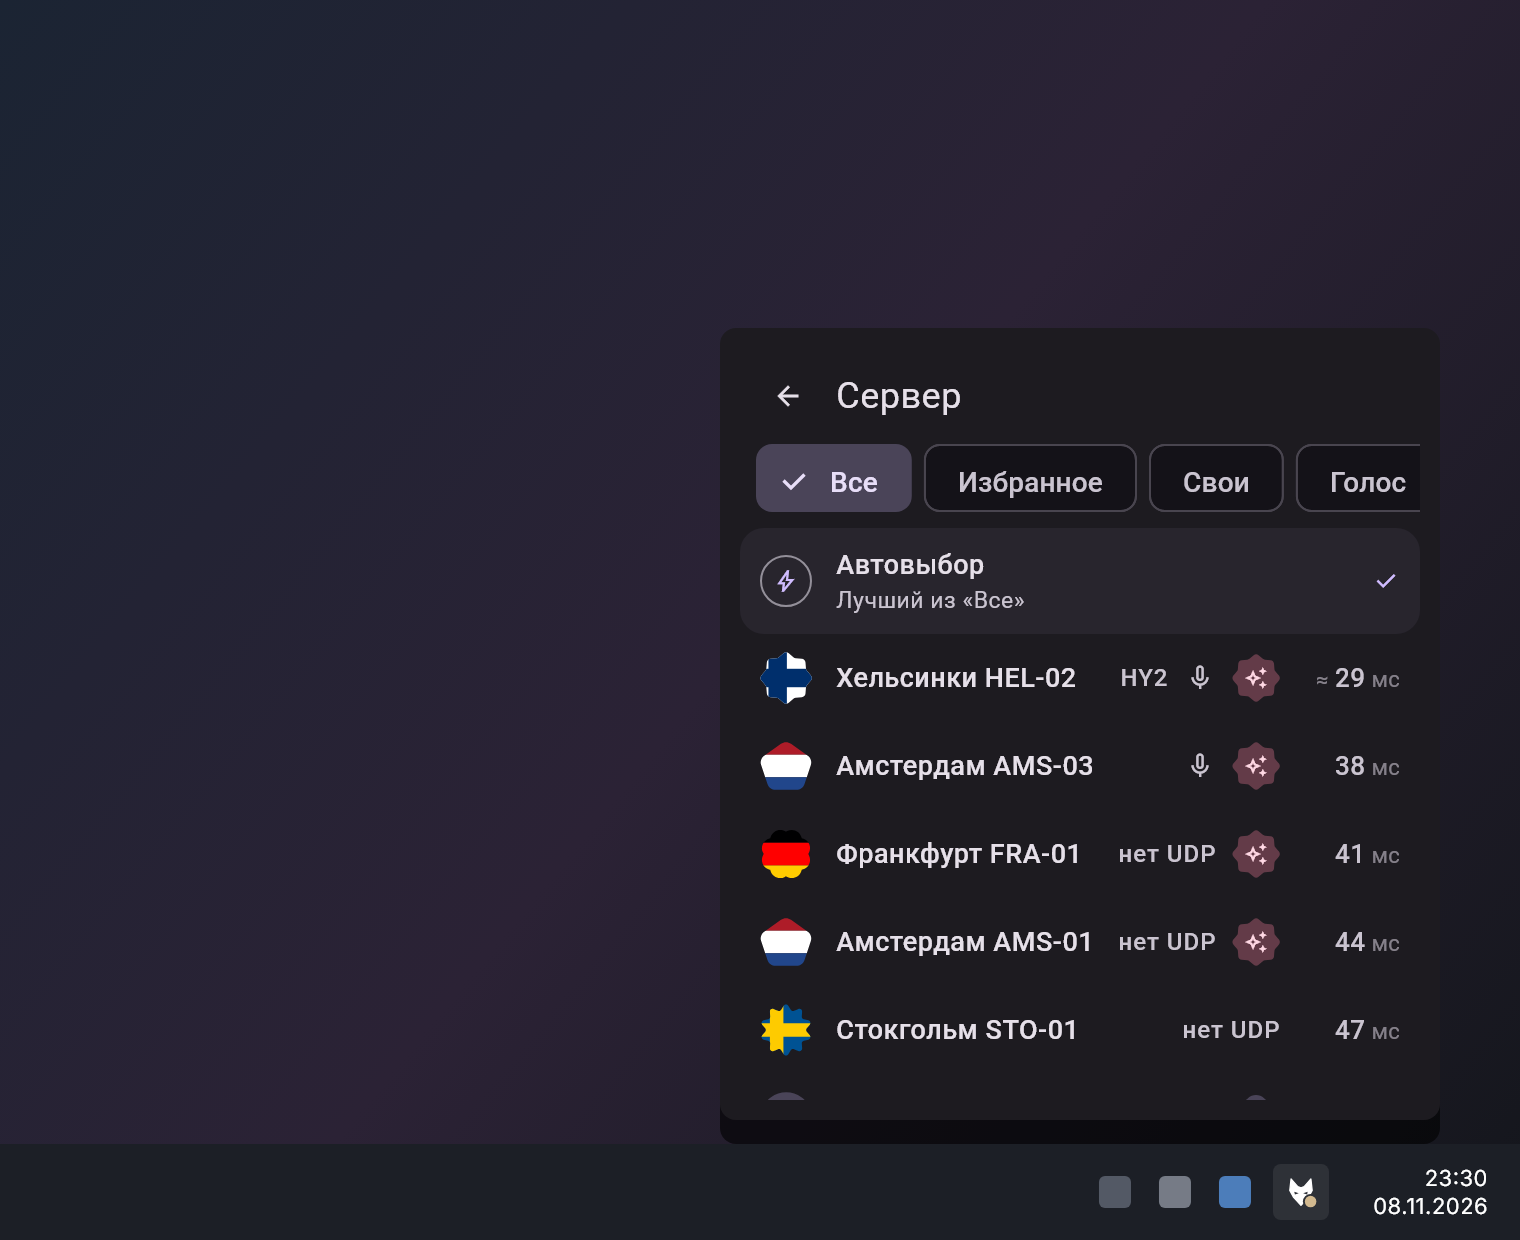 Сервер
Все
Избранное
Свои
Голос
Автовыбор
Лучший из «Все»
Хельсинки HEL-02 HY2 ≈ 29 мс
Амстердам AMS-03 38 мс
Франкфурт FRA-01 нет UDP 41 мс
Амстердам AMS-01 нет UDP 44 мс
Стокгольм STO-01 нет UDP 47 мс
23:30
08.11.2026